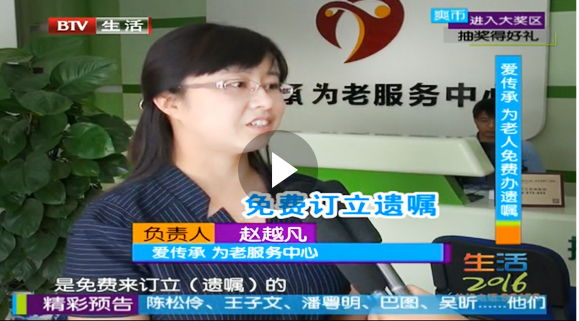 BTV 生活
爽币
进入大奖区
抽奖得好礼
承 为老服务中心
爱传承 为老人免费办遗嘱
免费订立遗嘱
负责人 赵越凡
爱传承 为老服务中心
是免费来订立（遗嘱）的
生活
2016
精彩预告 陈松伶、王子文、潘粤明、巴图、吴昕……他们